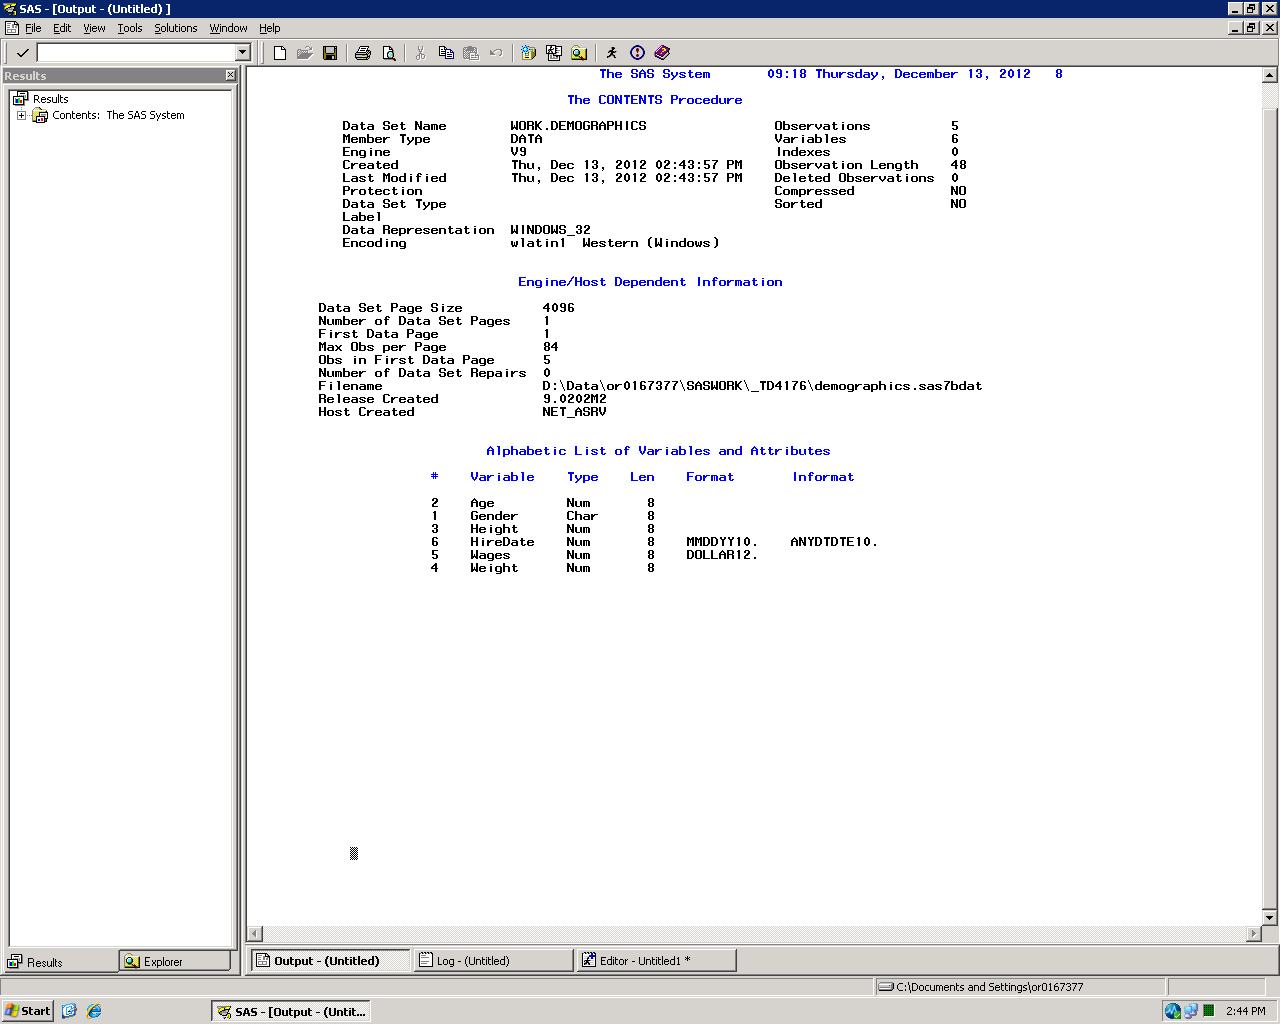 SAS - [Output - (Untitled) ]
File Edit View Tools Solutions Window Help
Results
Results
Contents: The SAS System
The SAS System 09:18 Thursday, December 13, 2012 8
The CONTENTS Procedure
Data Set Name WORK.DEMOGRAPHICS Observations 5
Member Type DATA Variables 6
Engine V9 Indexes 0
Created Thu, Dec 13, 2012 02:43:57 PM Observation Length 48
Last Modified Thu, Dec 13, 2012 02:43:57 PM Deleted Observations 0
Protection Compressed NO
Data Set Type Sorted NO
Label
Data Representation WINDOWS_32
Encoding wlatin1 Western (Windows)
Engine/Host Dependent Information
Data Set Page Size 4096
Number of Data Set Pages 1
First Data Page 1
Max Obs per Page 84
Obs in First Data Page 5
Number of Data Set Repairs 0
Filename D:\Data\or0167377\SASWORK\_TD4176\demographics.sas7bdat
Release Created 9.0202M2
Host Created NET_ASRV
Alphabetic List of Variables and Attributes
# Variable Type Len Format Informat
2 Age Num 8
1 Gender Char 8
3 Height Num 8
6 HireDate Num 8 MMDDYY10. ANYDTDTE10.
5 Wages Num 8 DOLLAR12.
4 Weight Num 8
Results Explorer
Output - (Untitled) Log - (Untitled) Editor - Untitled1 *
C:\Documents and Settings\or0167377
Start SAS - [Output - (Untit... 2:44 PM